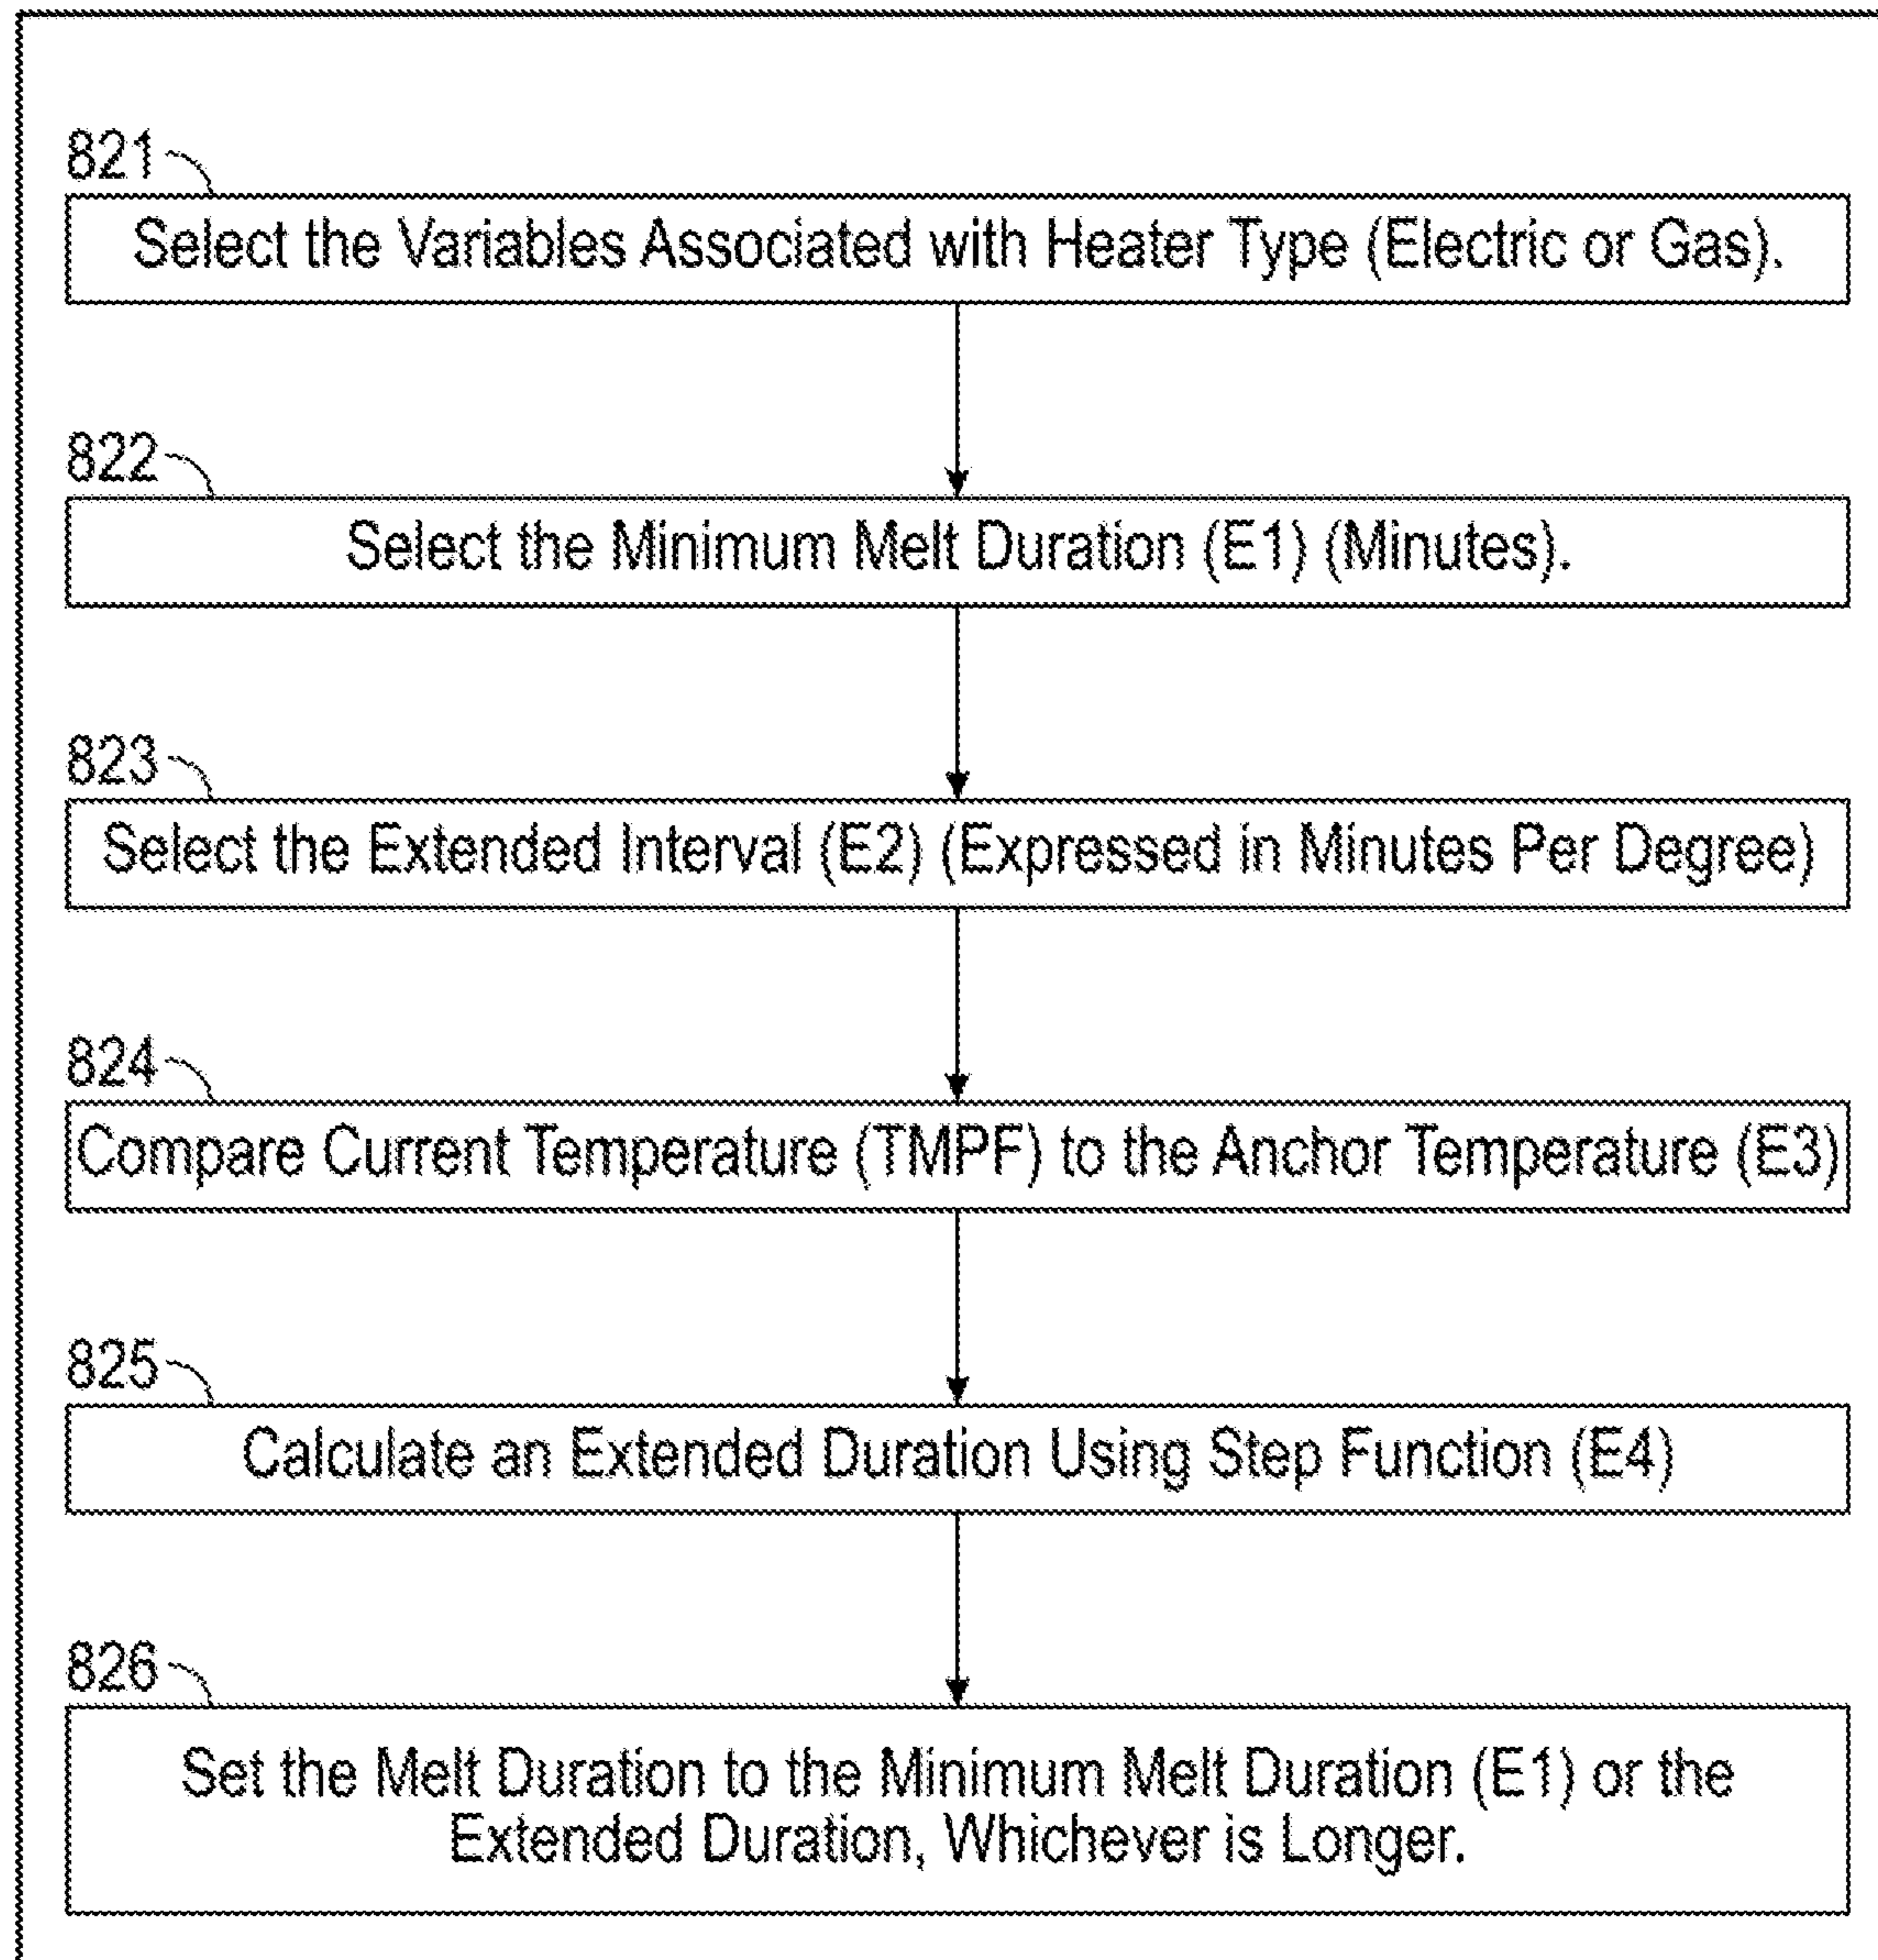 821
Select the Variables Associated with Heater Type (Electric or Gas).
822
Select the Minimum Melt Duration (E1) (Minutes).
823
Select the Extended Interval (E2) (Expressed in Minutes Per Degree)
824
Compare Current Temperature (TMPF) to the Anchor Temperature (E3)
825
Calculate an Extended Duration Using Step Function (E4)
826
Set the Melt Duration to the Minimum Melt Duration (E1) or the
Extended Duration, Whichever is Longer.